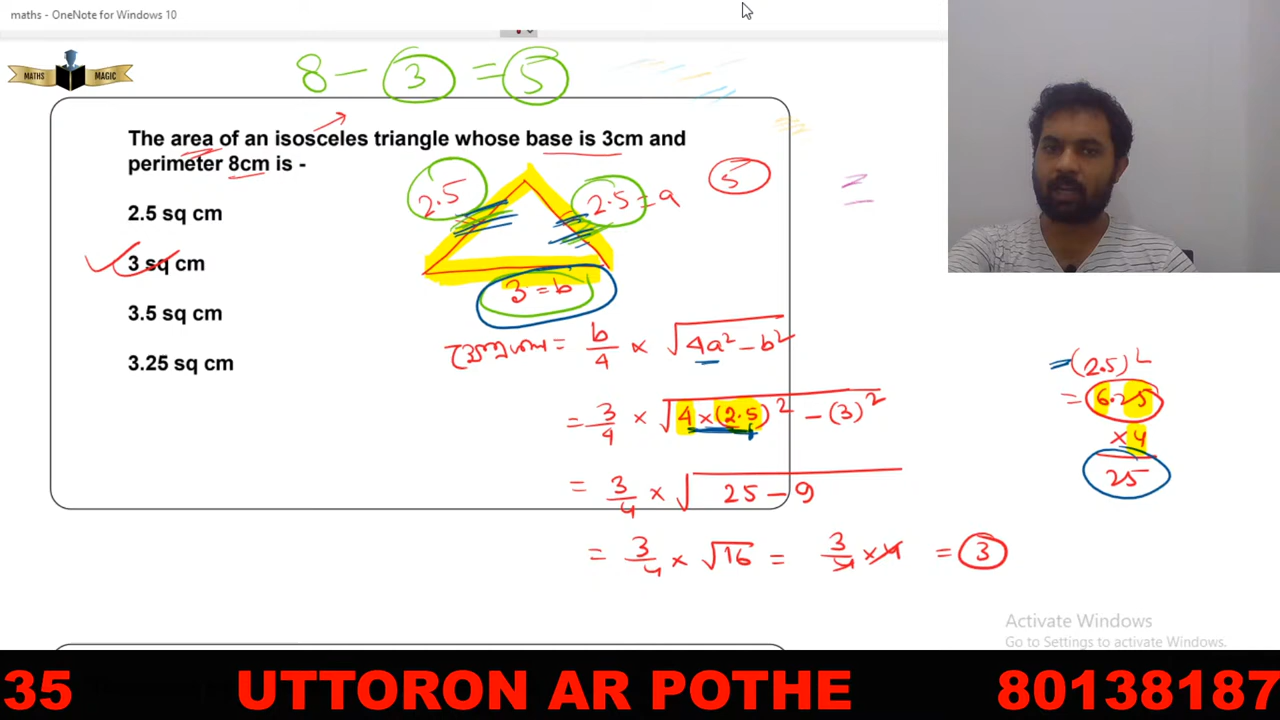 maths - OneNote for Windows 10
MATHS MAGIC
8 - 3 = 5
The area of an isosceles triangle whose base is 3cm and
perimeter 8cm is -
2.5 2.5 = a 5 =
2.5 sq cm
3 sq cm
3 = b
3.5 sq cm
= b/4 × √4a² - b²
3.25 sq cm
= (2.5)²
= 3/4 × √4 × (2.5)² - (3)²
= 6.25
× 4
25
= 3/4 × √25 - 9
= 3/4 × √16 = 3/4 × 4 = 3
Activate Windows
Go to Settings to activate Windows.
35 UTTORON AR POTHE 80138187